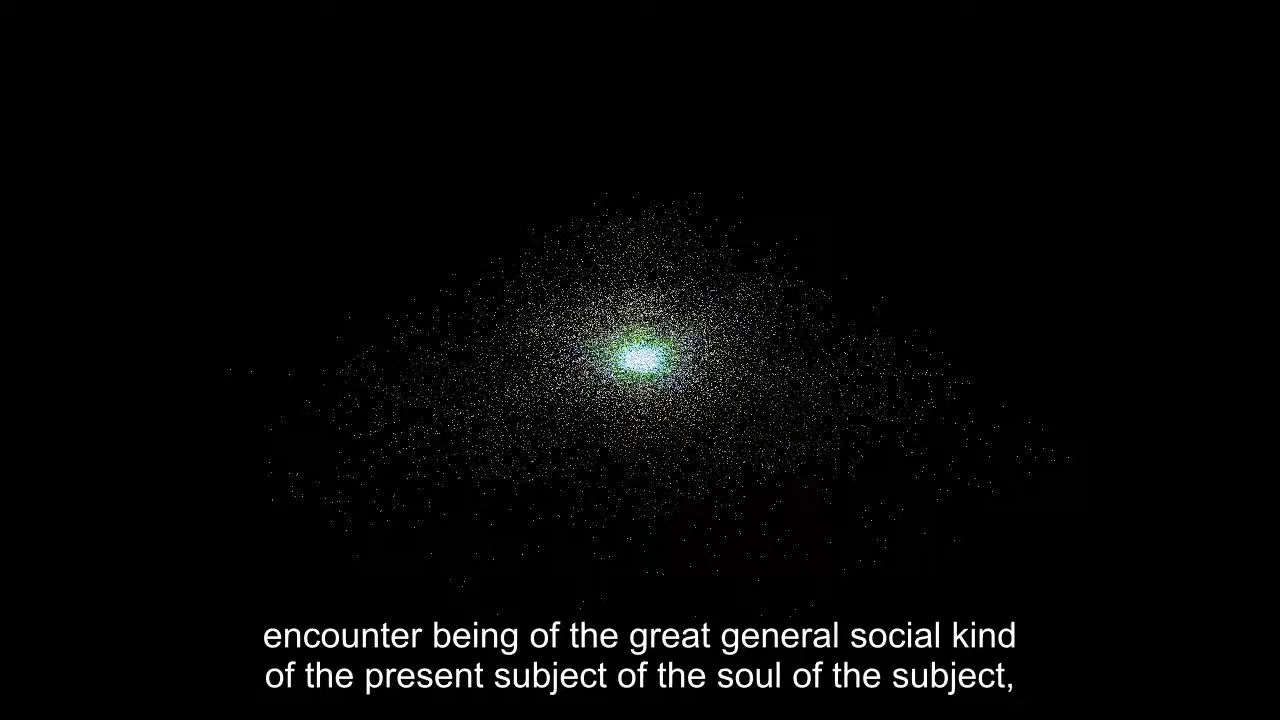 encounter being of the great general social kind
of the present subject of the soul of the subject,